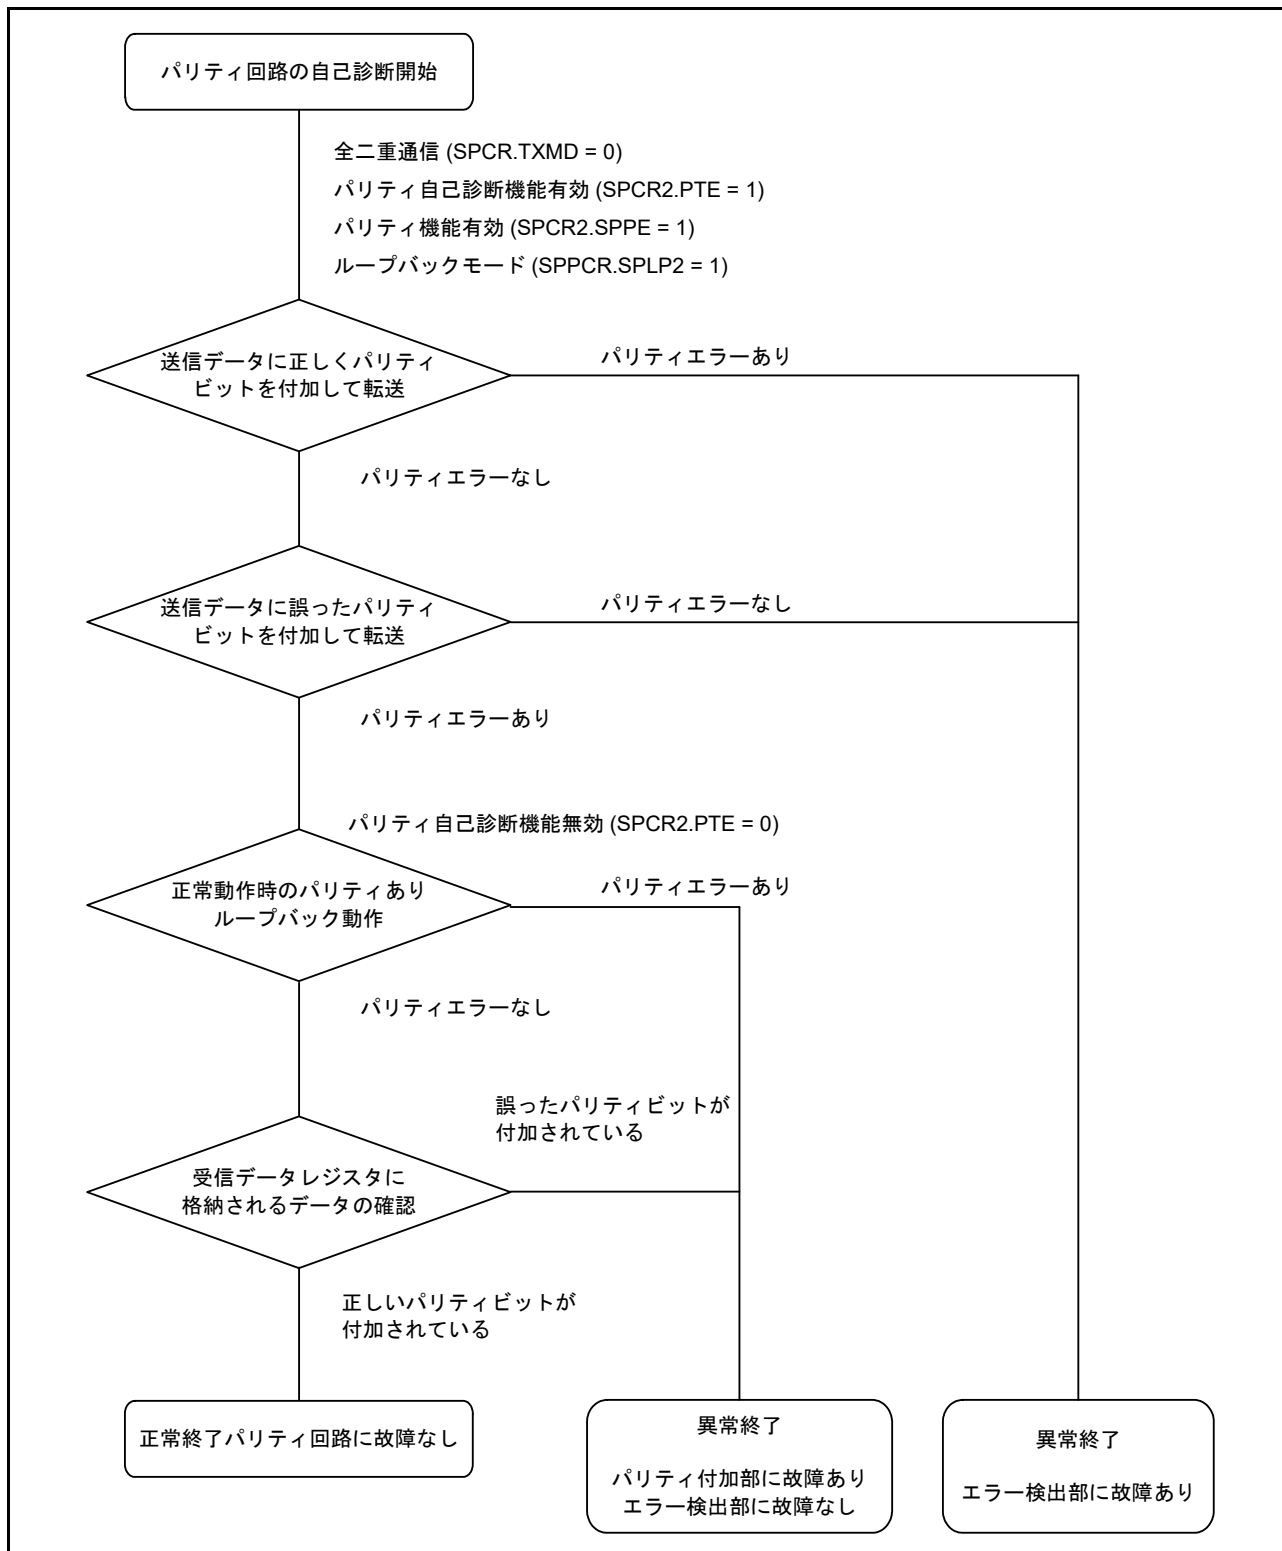 パリティ回路の自己診断開始
全二重通信 (SPCR.TXMD = 0)
パリティ自己診断機能有効 (SPCR2.PTE = 1)
パリティ機能有効 (SPCR2.SPPE = 1)
ループバックモード (SPPCR.SPLP2 = 1)
送信データに正しくパリティ
ビットを付加して転送
パリティエラーあり
パリティエラーなし
送信データに誤ったパリティ
ビットを付加して転送
パリティエラーなし
パリティエラーあり
パリティ自己診断機能無効 (SPCR2.PTE = 0)
正常動作時のパリティあり
ループバック動作
パリティエラーあり
パリティエラーなし
誤ったパリティビットが
付加されている
受信データレジスタに
格納されるデータの確認
正しいパリティビットが
付加されている
正常終了パリティ回路に故障なし
異常終了
パリティ付加部に故障あり
エラー検出部に故障なし
異常終了
エラー検出部に故障あり